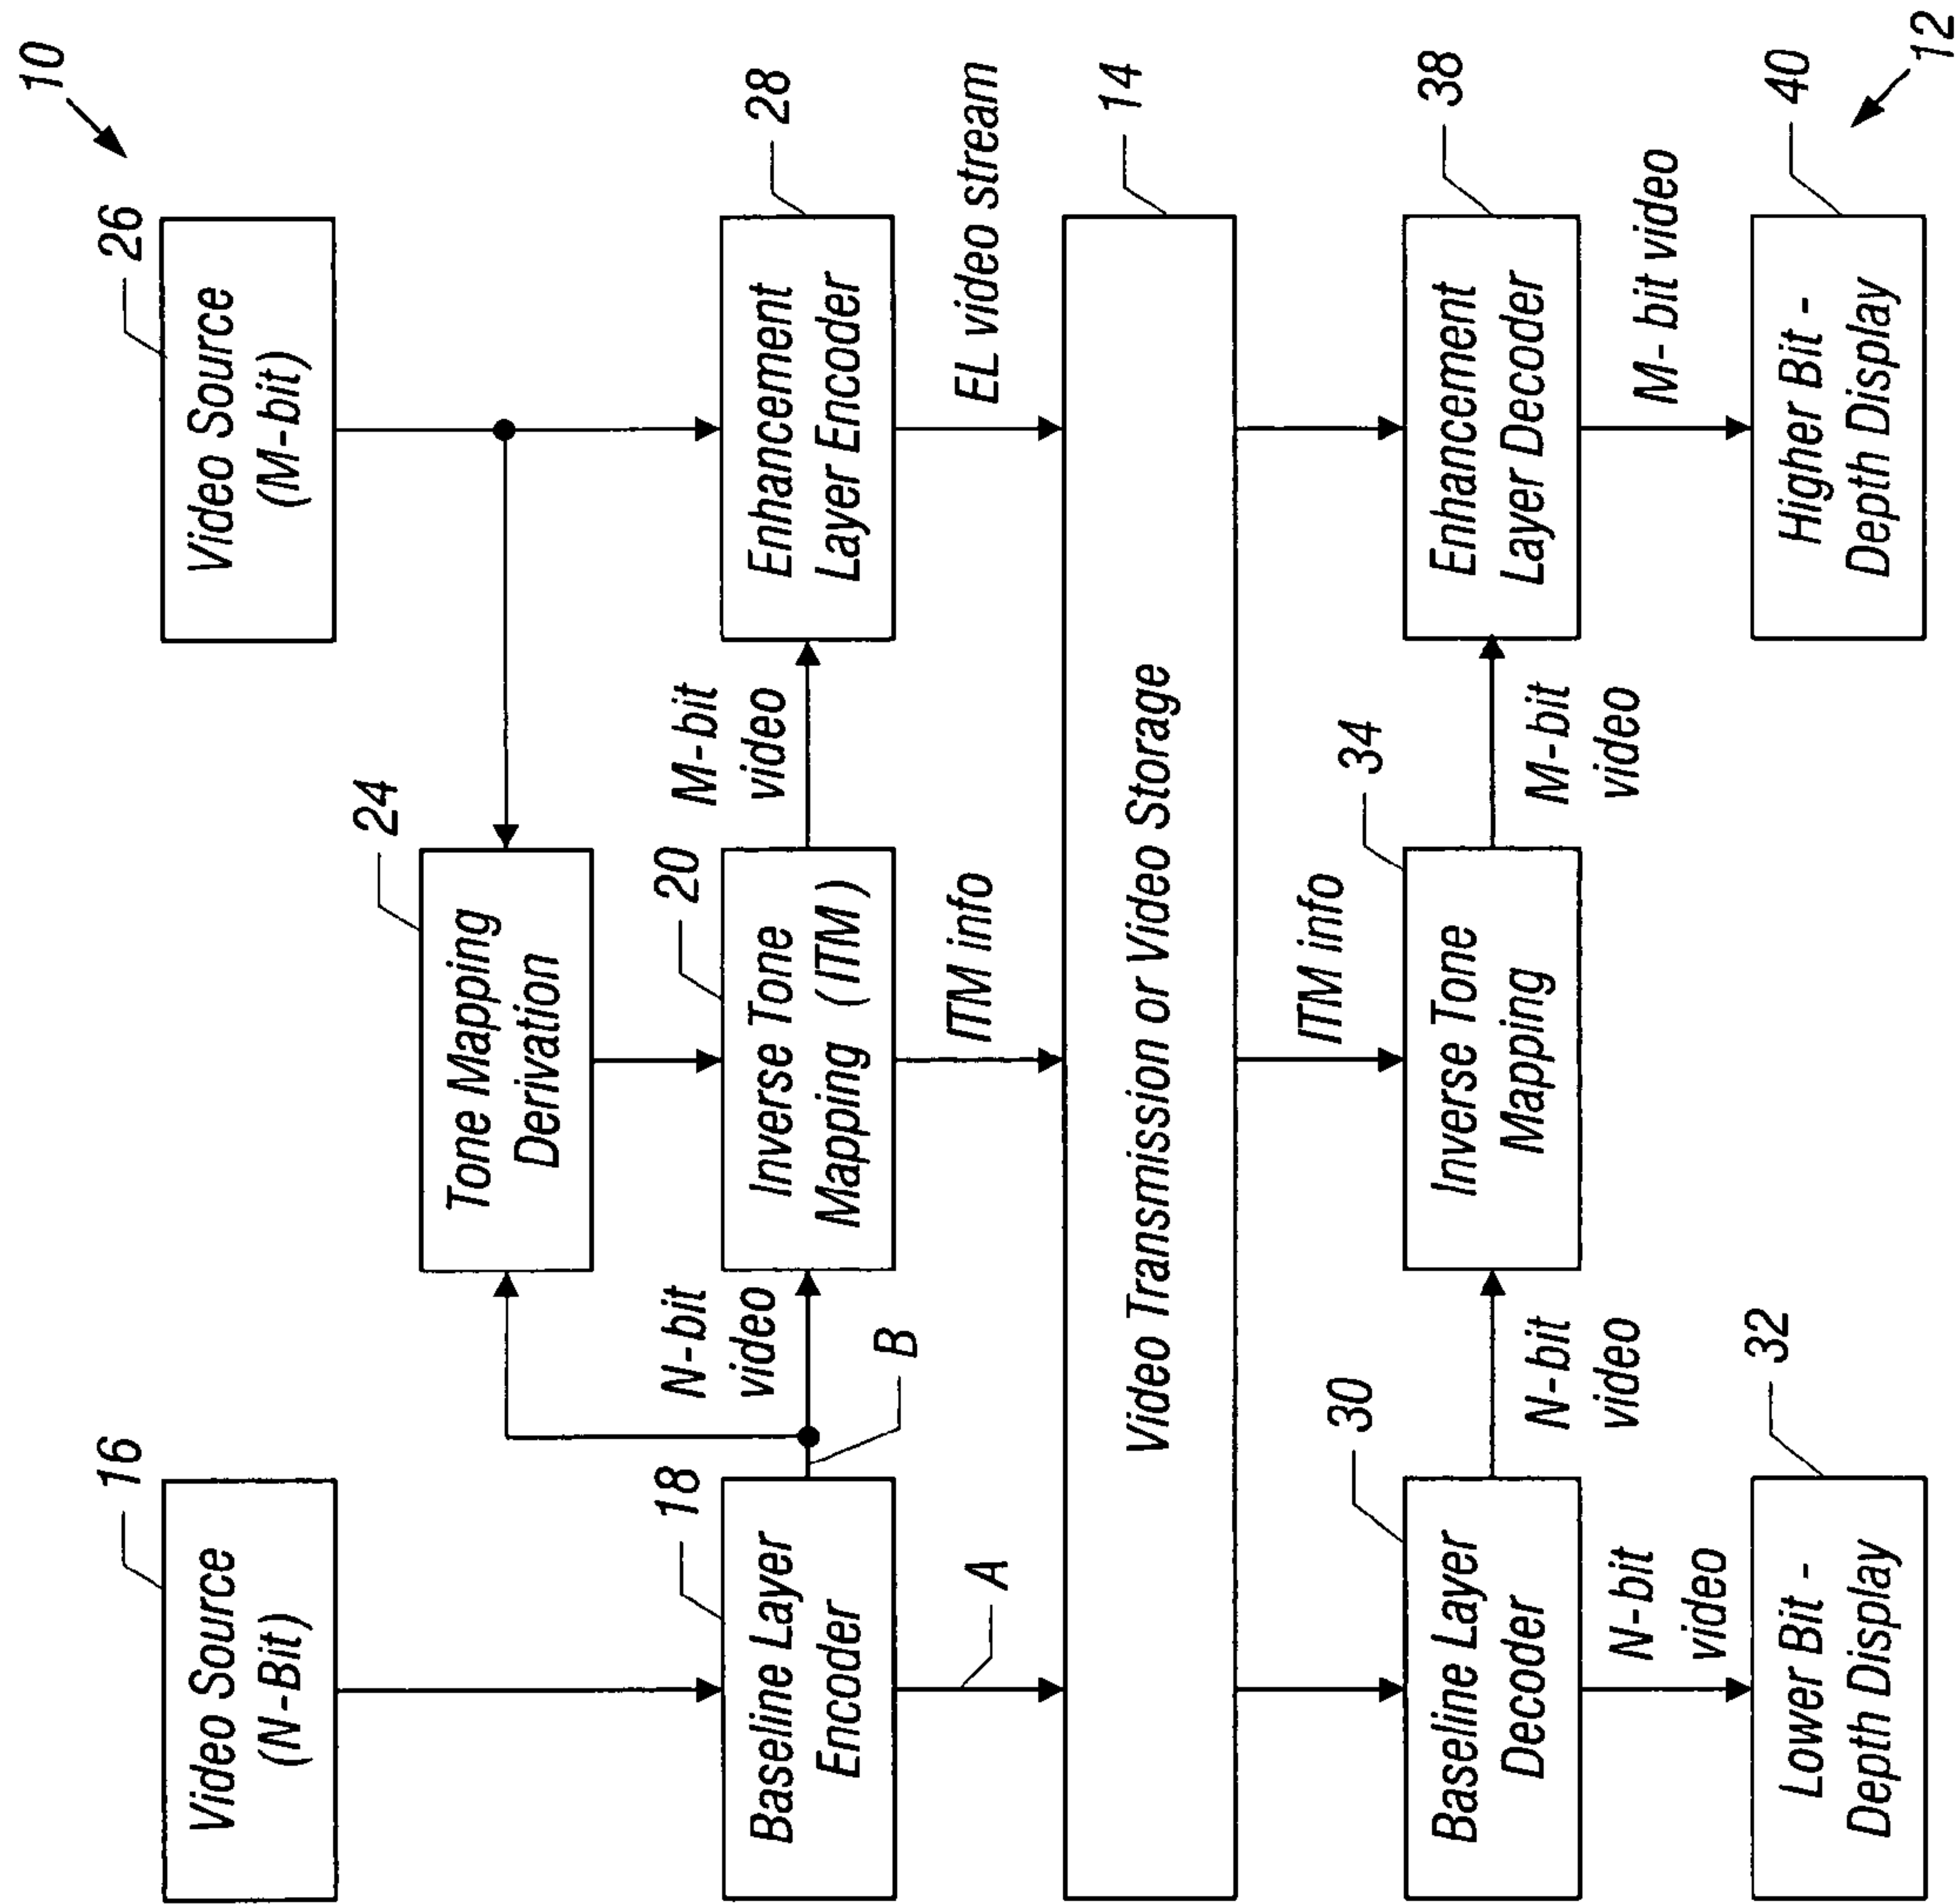 10
16
Video Source
(N-Bit)
26
Video Source
(M-bit)
24
Tone Mapping
Derivation
18
Baseline Layer
Encoder
N-bit
video
B
20
Inverse Tone
Mapping (ITM)
M-bit
video
28
Enhancement
Layer Encoder
A
ITM info
EL video stream
14
Video Transmission or Video Storage
30
Baseline Layer
Decoder
N-bit
video
ITM info
34
Inverse Tone
Mapping
M-bit
video
38
Enhancement
Layer Decoder
N-bit
video
M- bit video
32
Lower Bit -
Depth Display
40
Higher Bit -
Depth Display
12